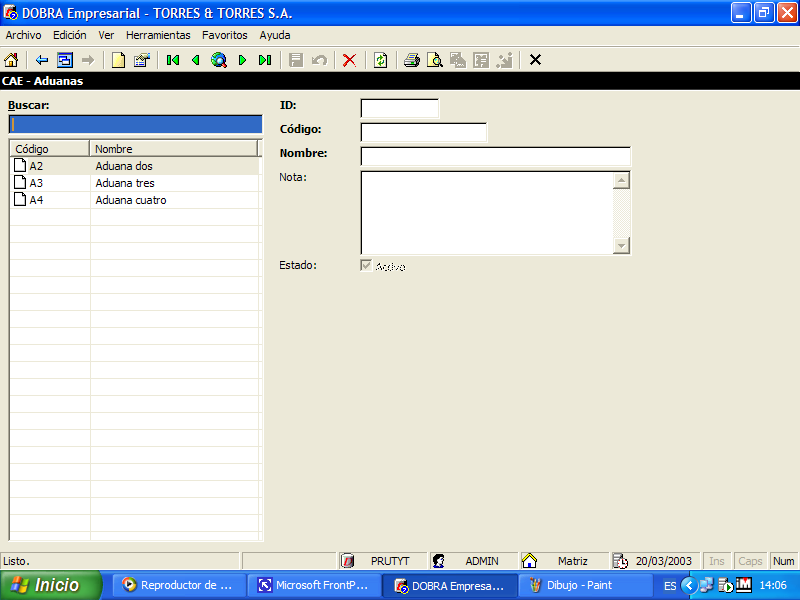 DOBRA Empresarial - TORRES & TORRES S.A.
Archivo Edición Ver Herramientas Favoritos Ayuda
CAE - Aduanas
Buscar:
Código Nombre
A2 Aduana dos
A3 Aduana tres
A4 Aduana cuatro
ID:
Código:
Nombre:
Nota:
Estado: Activo
Listo. PRUTYT ADMIN Matriz 20/03/2003 Ins Caps Num
Inicio Reproductor de ... Microsoft FrontP... DOBRA Empresa... Dibujo - Paint ES 14:06